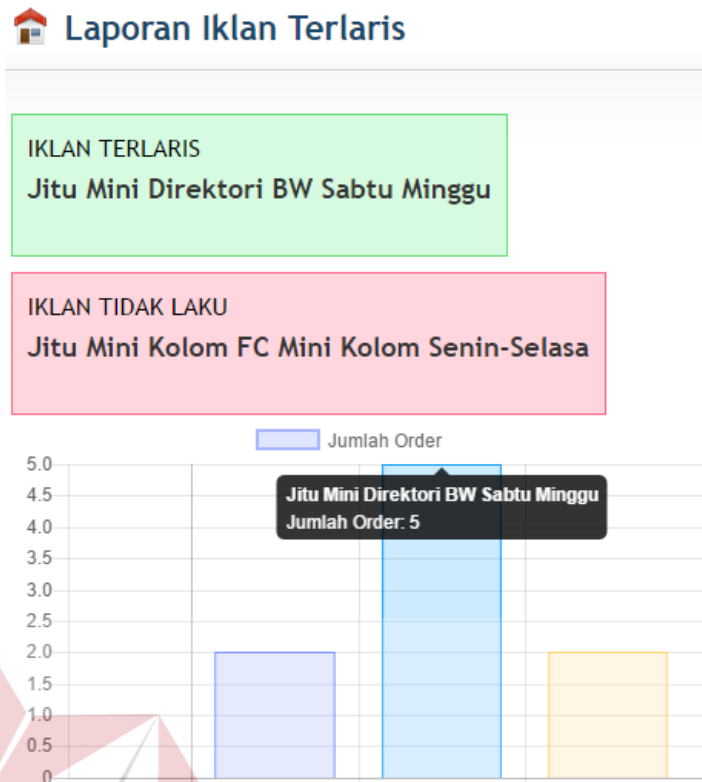 Laporan Iklan Terlaris
IKLAN TERLARIS
Jitu Mini Direktori BW Sabtu Minggu
IKLAN TIDAK LAKU
Jitu Mini Kolom FC Mini Kolom Senin-Selasa
Jumlah Order
5.0
Jitu Mini Direktori BW Sabtu Minggu
4.5
Jumlah Order: 5
4.0
3.5
3.0
2.5
2.0
1.5
1.0
0.5
0